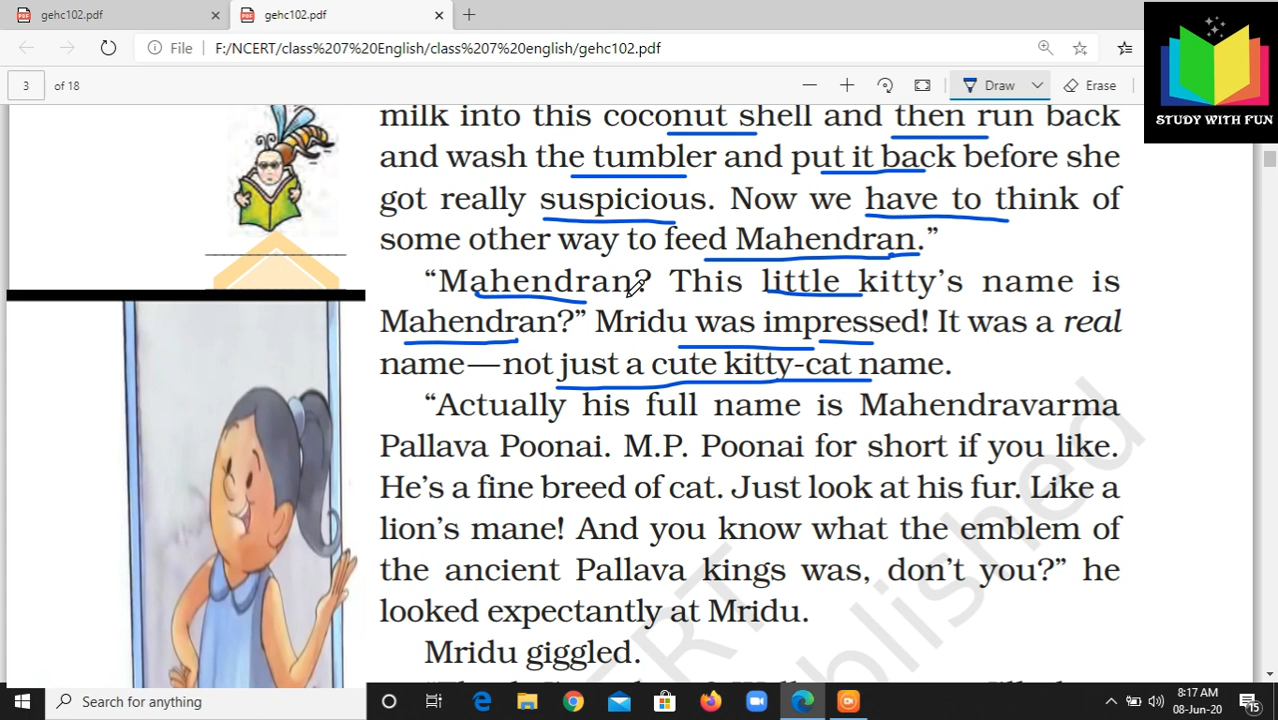 gehc102.pdf
gehc102.pdf
File F:/NCERT/class%207%20English/class%207%20english/gehc102.pdf
3 of 18
Draw
Erase
STUDY WITH FUN
milk into this coconut shell and then run back
and wash the tumbler and put it back before she
got really suspicious. Now we have to think of
some other way to feed Mahendran.”
“Mahendran? This little kitty’s name is
Mahendran?” Mridu was impressed! It was a real
name—not just a cute kitty-cat name.
“Actually his full name is Mahendravarma
Pallava Poonai. M.P. Poonai for short if you like.
He’s a fine breed of cat. Just look at his fur. Like a
lion’s mane! And you know what the emblem of
the ancient Pallava kings was, don’t you?” he
looked expectantly at Mridu.
Mridu giggled.
Search for anything
8:17 AM
08-Jun-20
15